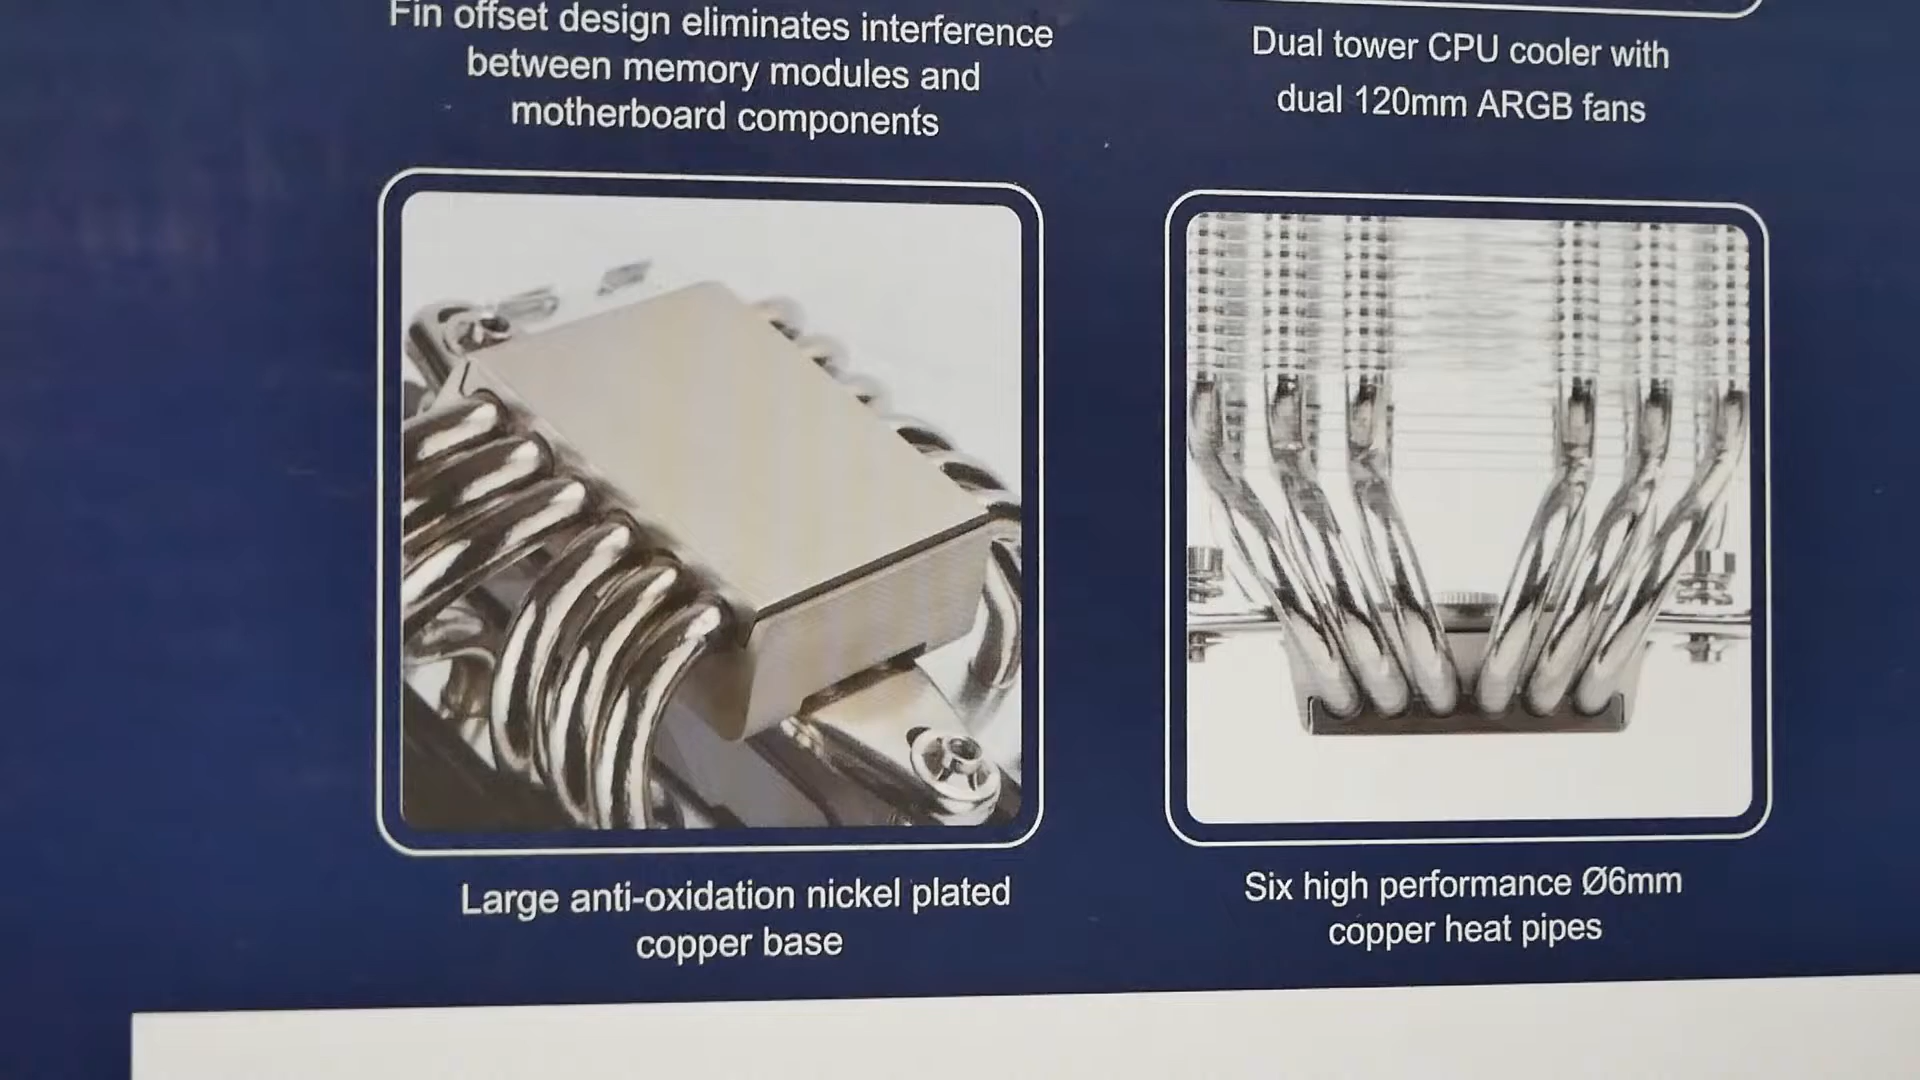 Fin offset design eliminates interference
between memory modules and
motherboard components
Dual tower CPU cooler with
dual 120mm ARGB fans
Large anti-oxidation nickel plated
copper base
Six high performance Ø6mm
copper heat pipes